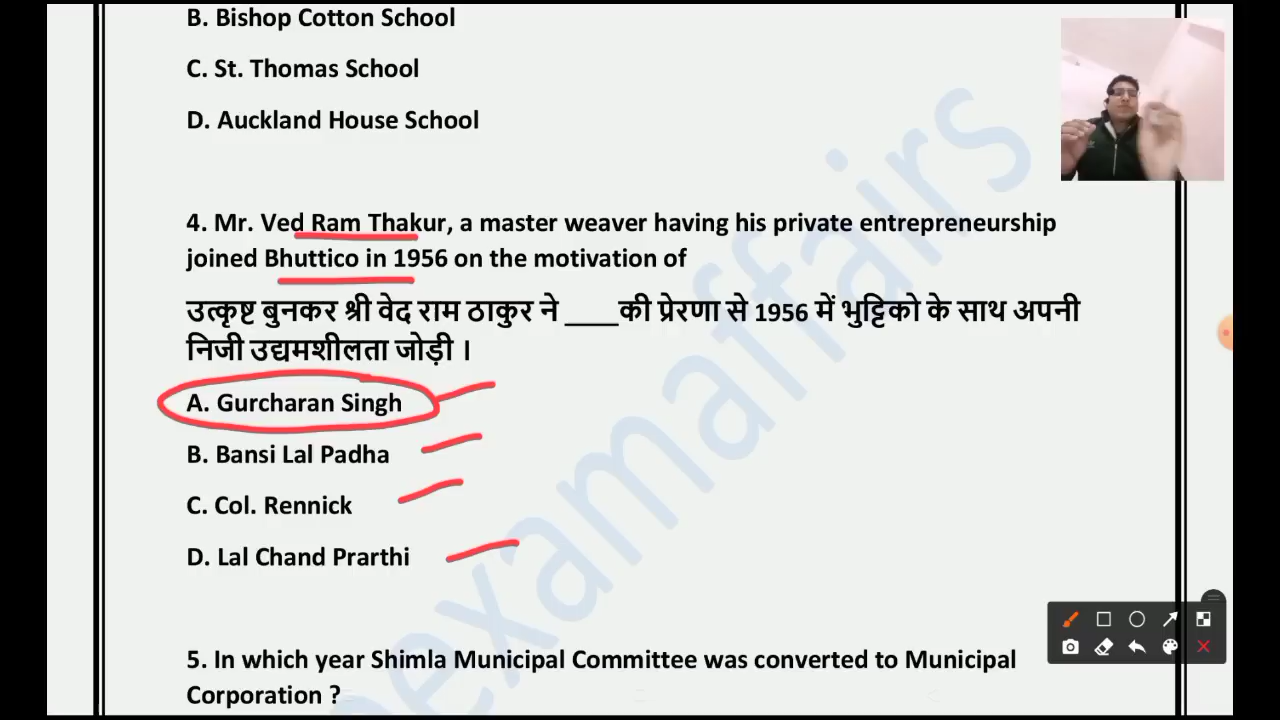 B. Bishop Cotton School
C. St. Thomas School
D. Auckland House School
4. Mr. Ved Ram Thakur, a master weaver having his private entrepreneurship
joined Bhuttico in 1956 on the motivation of
उत्कृष्ट बुनकर श्री वेद राम ठाकुर ने ____की प्रेरणा से 1956 में भुट्टिको के साथ अपनी
निजी उद्यमशीलता जोड़ी ।
A. Gurcharan Singh
B. Bansi Lal Padha
C. Col. Rennick
D. Lal Chand Prarthi
5. In which year Shimla Municipal Committee was converted to Municipal
Corporation ?
examaffairs